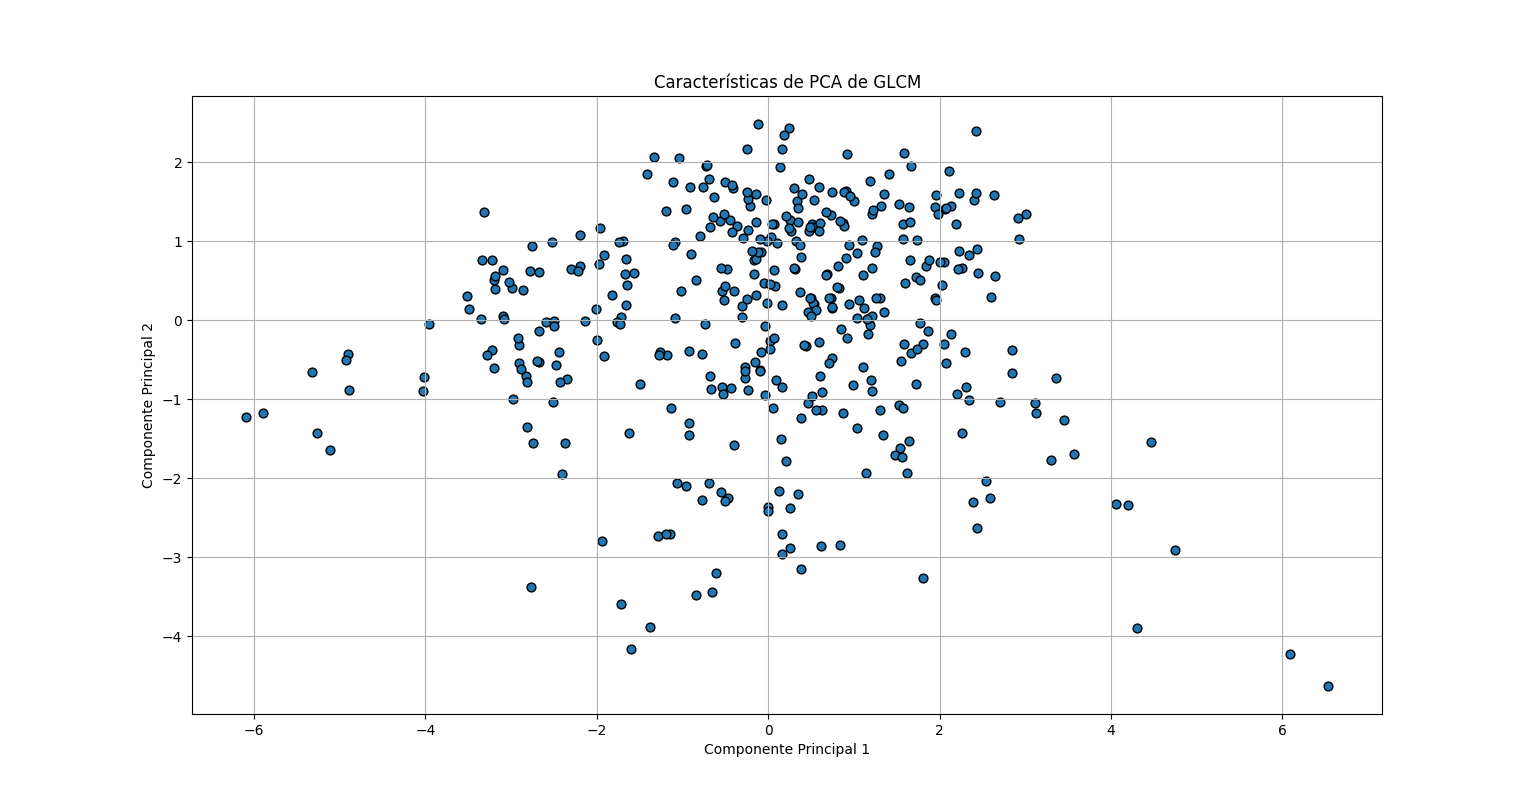 Características de PCA de GLCM
Componente Principal 2
2
1
0
−1
−2
−3
−4
−6 −4 −2 0 2 4 6
Componente Principal 1